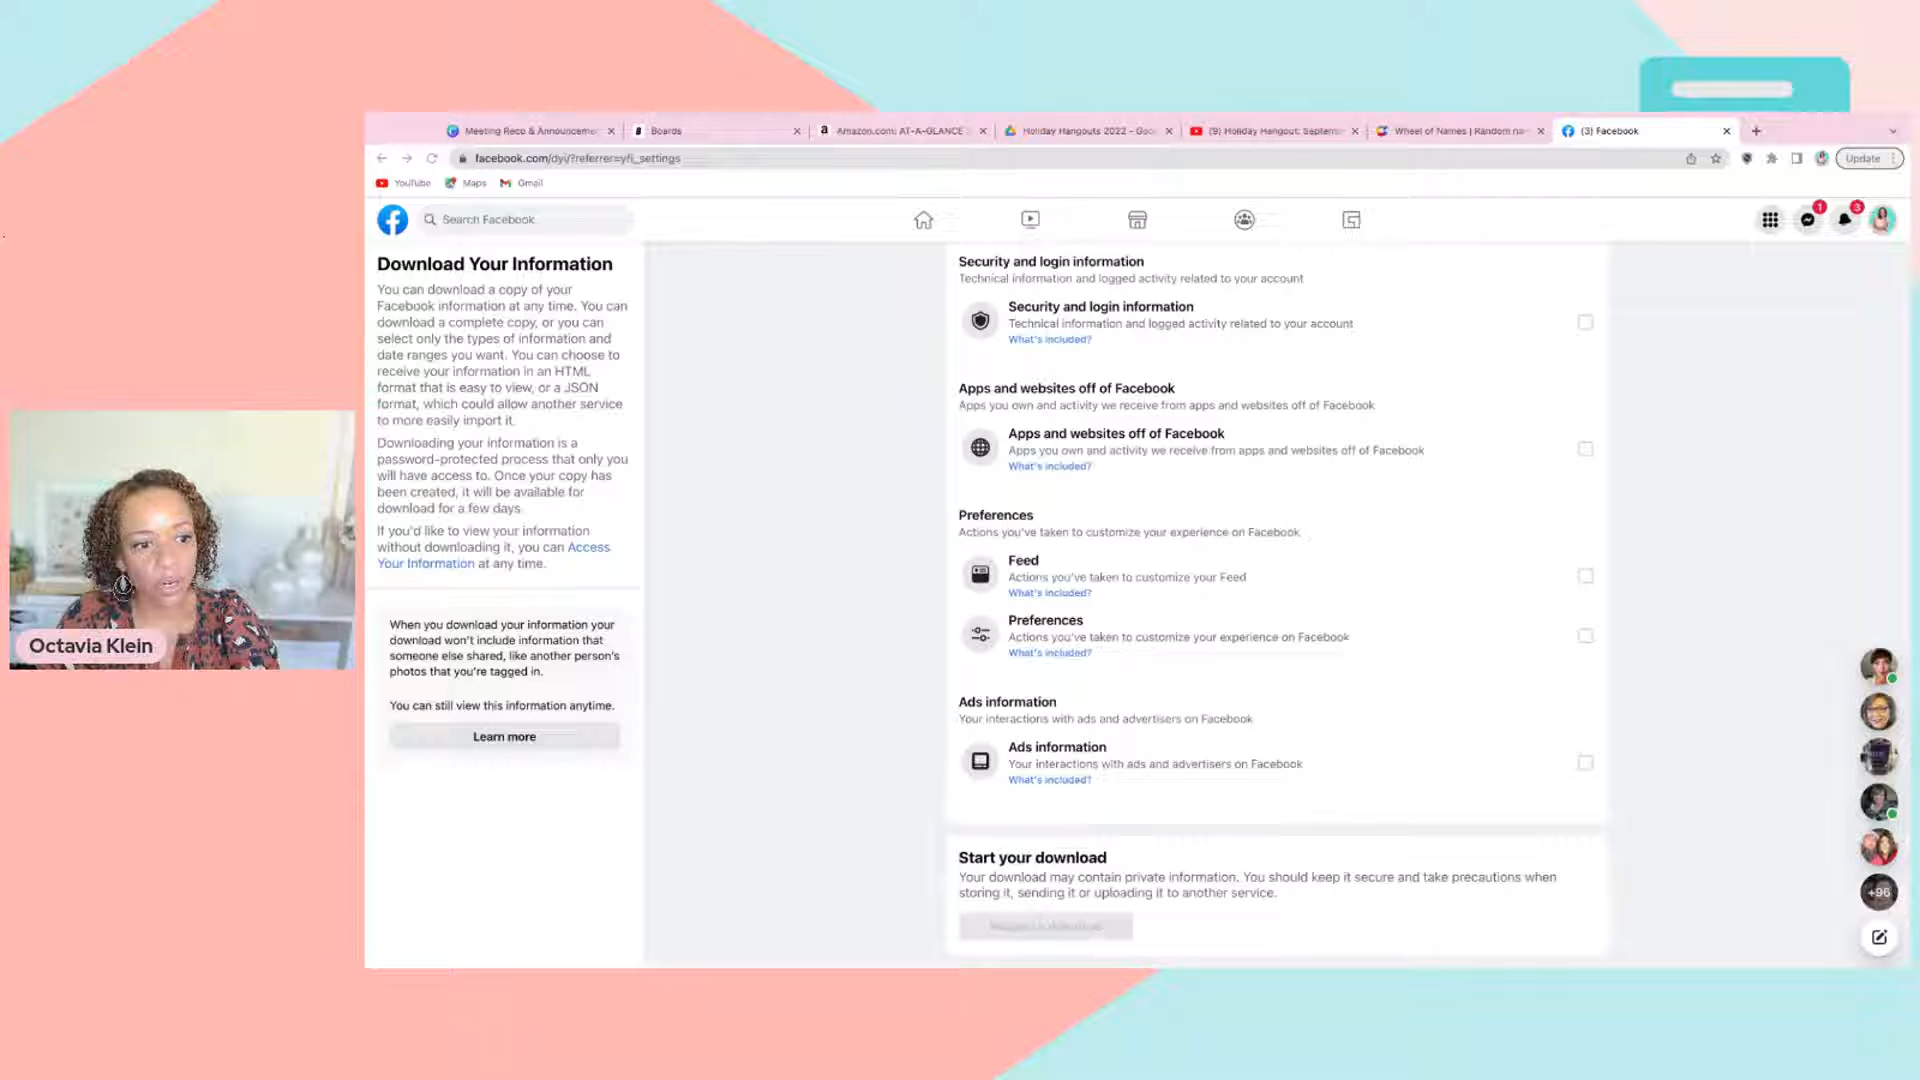 Meeting Reco & Announceme
Boards
Amazon.com: AT-A-GLANCE
Holiday Hangouts 2022 - Goo
(9) Holiday Hangout: Septem
Wheel of Names | Random na
(3) Facebook
facebook.com/dyi/?referrer=yfi_settings
Update
YouTube
Maps
Gmail
Search Facebook
1
3
Download Your Information
You can download a copy of your
Facebook information at any time. You can
download a complete copy, or you can
select only the types of information and
date ranges you want. You can choose to
receive your information in an HTML
format that is easy to view, or a JSON
format, which could allow another service
to more easily import it.
Downloading your information is a
password-protected process that only you
will have access to. Once your copy has
been created, it will be available for
download for a few days.
If you'd like to view your information
without downloading it, you can Access
Your Information at any time.
When you download your information your
download won't include information that
someone else shared, like another person's
photos that you're tagged in.
You can still view this information anytime.
Learn more
Security and login information
Technical information and logged activity related to your account
Security and login information
Technical information and logged activity related to your account
What's included?
Apps and websites off of Facebook
Apps you own and activity we receive from apps and websites off of Facebook
Apps and websites off of Facebook
Apps you own and activity we receive from apps and websites off of Facebook
What's included?
Preferences
Actions you've taken to customize your experience on Facebook
Feed
Actions you've taken to customize your Feed
What's included?
Preferences
Actions you've taken to customize your experience on Facebook
What's included?
Ads information
Your interactions with ads and advertisers on Facebook
Ads information
Your interactions with ads and advertisers on Facebook
What's included?
Start your download
Your download may contain private information. You should keep it secure and take precautions when
storing it, sending it or uploading it to another service.
+96
Octavia Klein